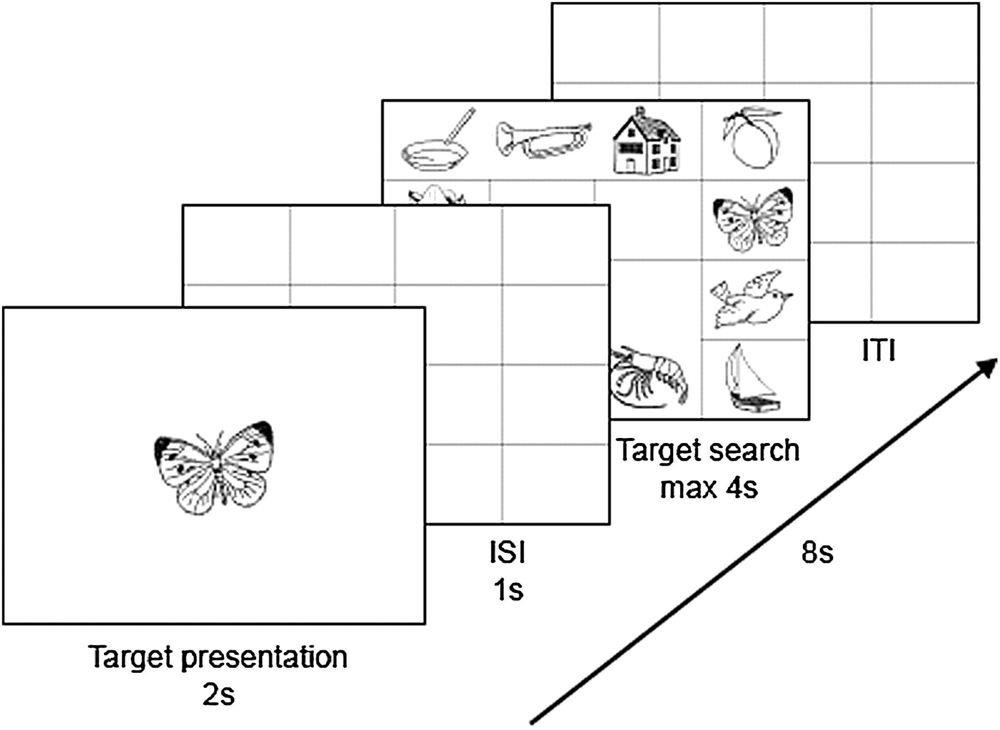 ITI
Target search
max 4s
ISI
1s
8s
Target presentation
2s